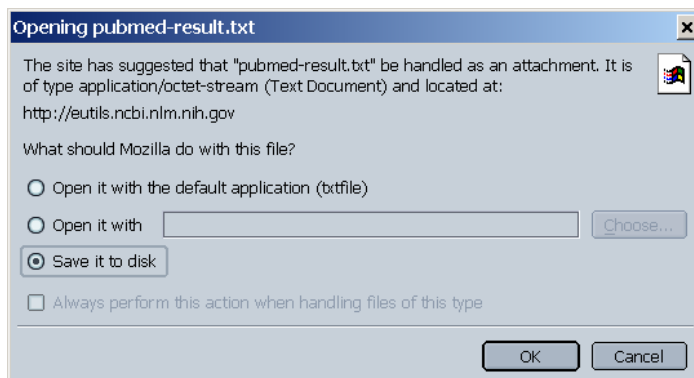 Opening pubmed-result.txt
The site has suggested that "pubmed-result.txt" be handled as an attachment. It is
of type application/octet-stream (Text Document) and located at:
http://eutils.ncbi.nlm.nih.gov
What should Mozilla do with this file?
Open it with the default application (txtfile)
Open it with
Choose...
Save it to disk
Always perform this action when handling files of this type
OK
Cancel